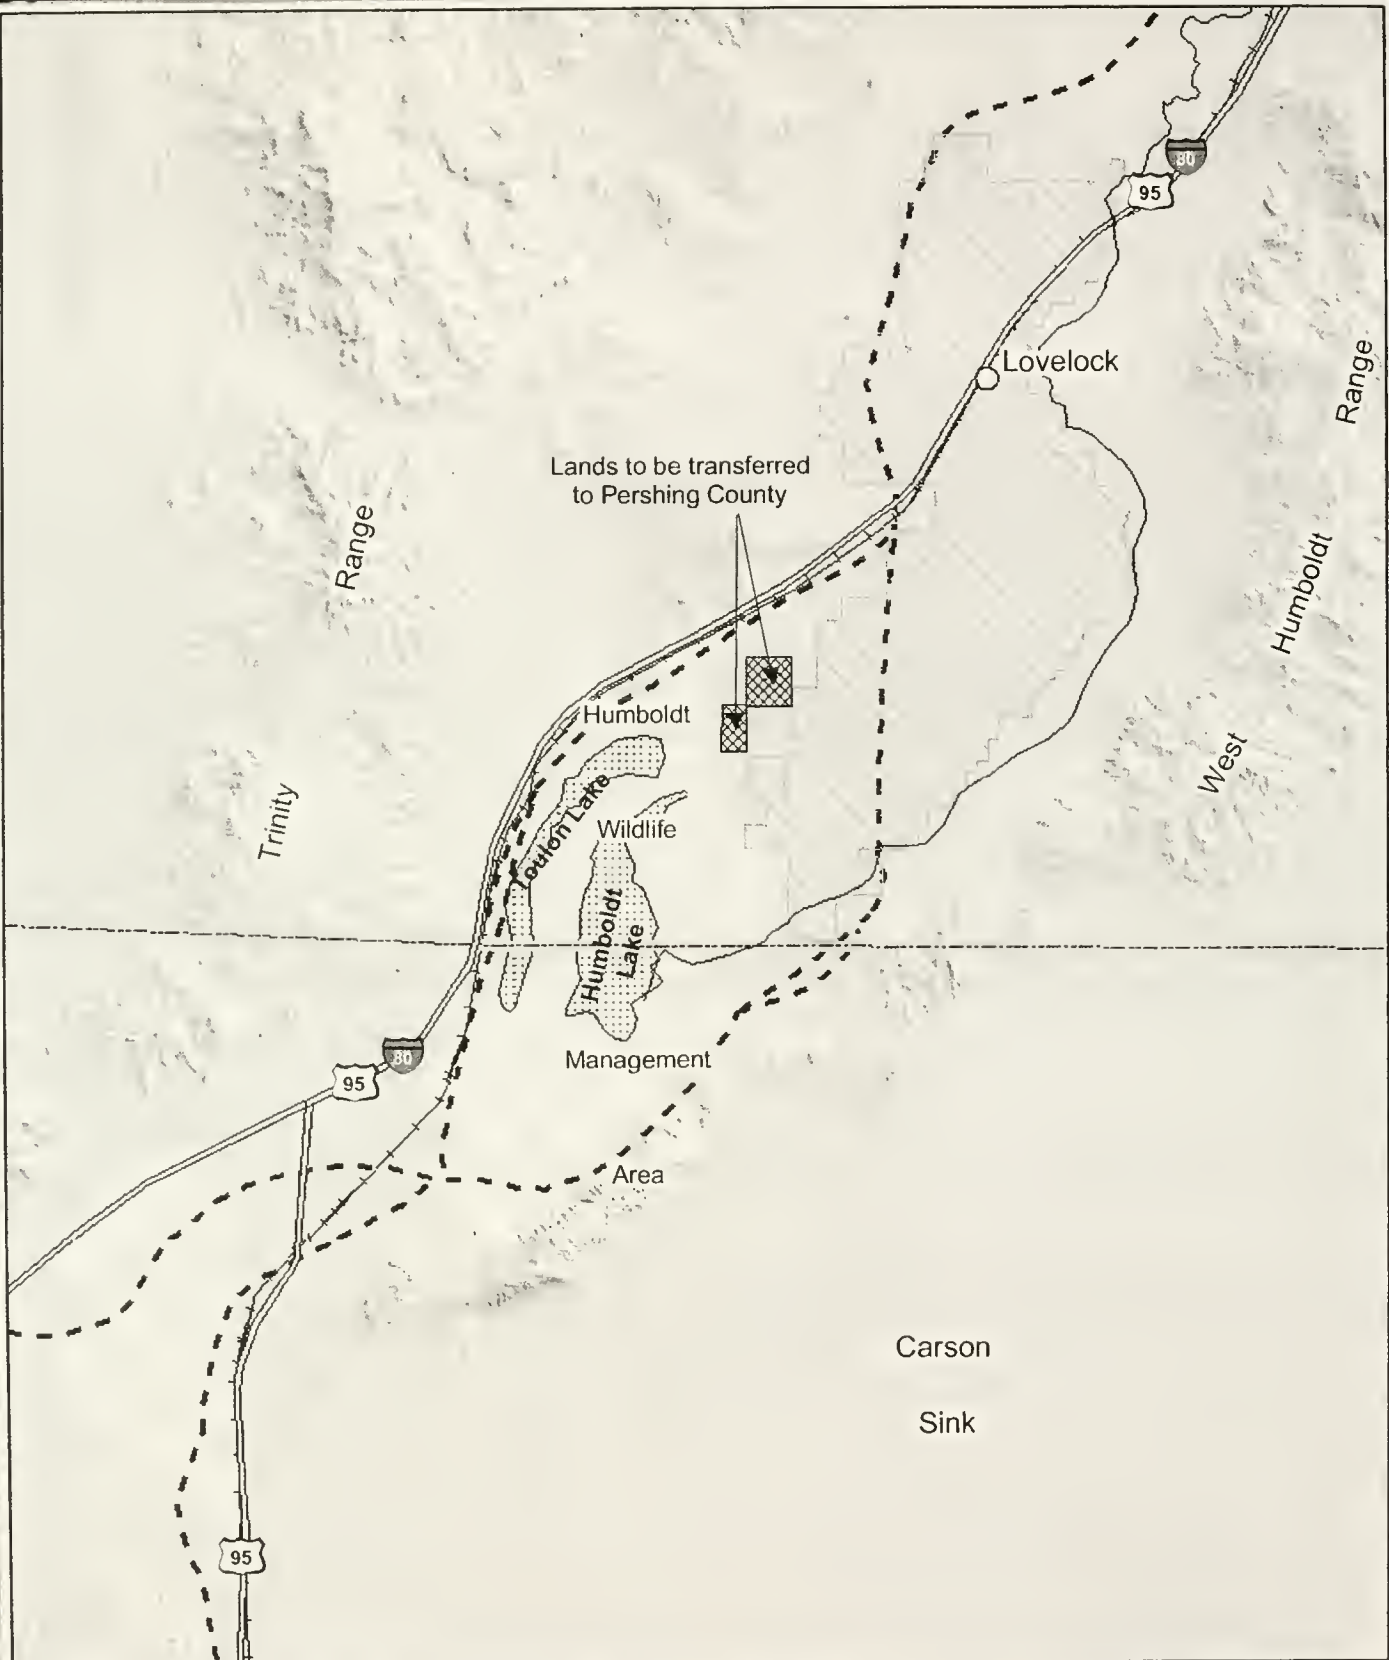 80
95
Lovelock
Range
Lands to be transferred
to Pershing County
Range
Humboldt
Humboldt
West
Trinity
Toulon Lake
Wildlife
Humboldt
Lake
80
Management
95
Area
Carson
Sink
95